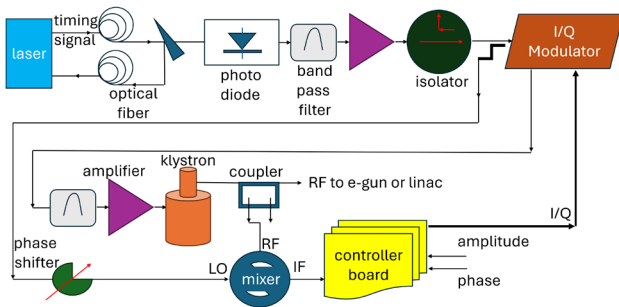 laser
timing
signal
optical
fiber
photo
diode
band
pass
filter
isolator
I/Q
Modulator
amplifier
klystron
coupler
RF to e-gun or linac
phase
shifter
LO
RF
mixer
IF
controller
board
I/Q
amplitude
phase